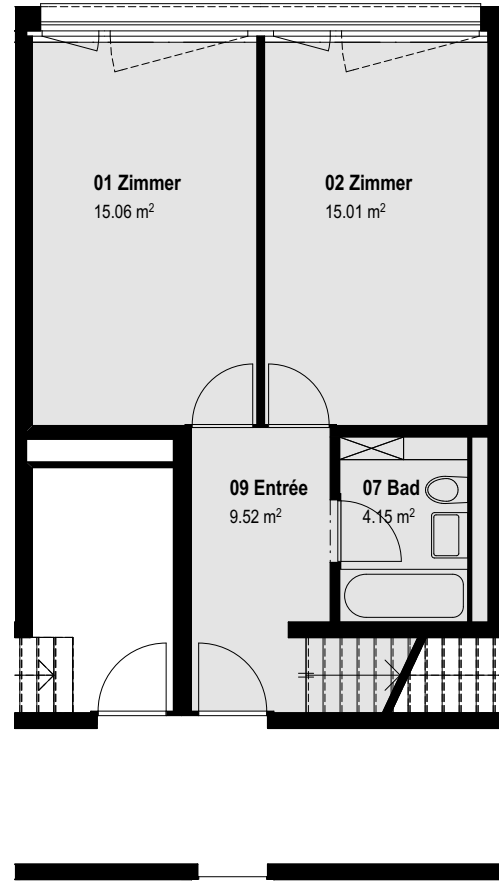 01 Zimmer
15.06 m²
02 Zimmer
15.01 m²
09 Entrée
9.52 m²
07 Bad
4.15 m²